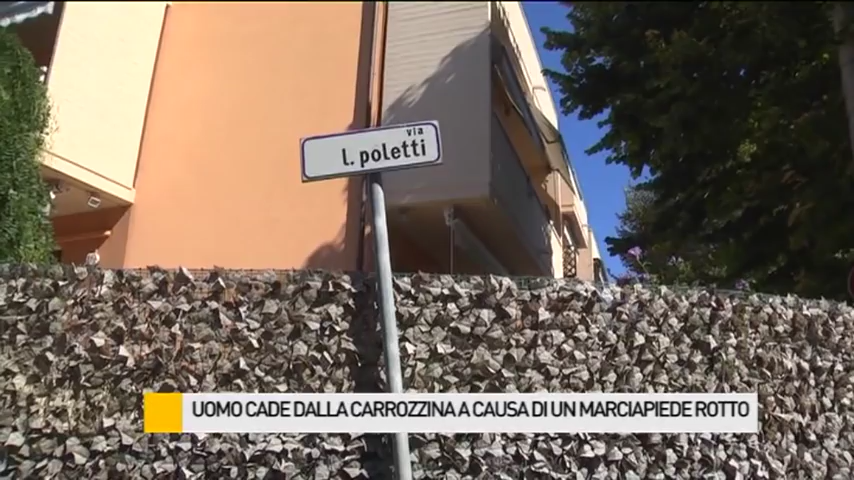 via
l. poletti
UOMO CADE DALLA CARROZZINA A CAUSA DI UN MARCIAPIEDE ROTTO